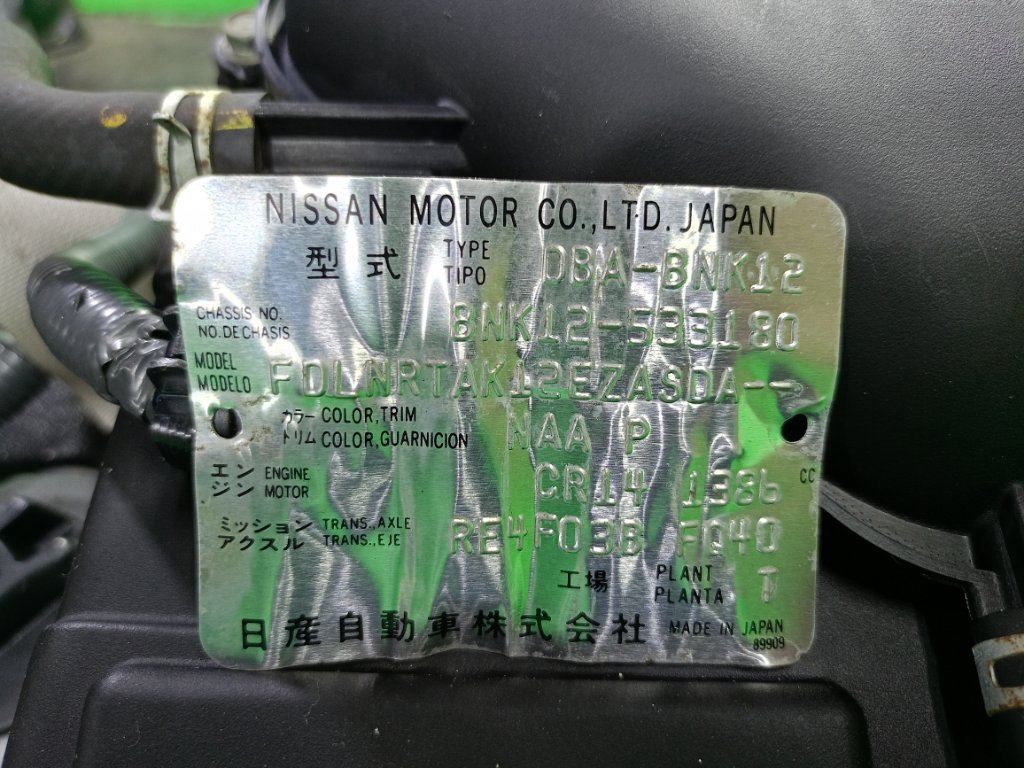 NISSAN MOTOR CO.,LTD. JAPAN
型式 TYPE TIPO DBA-BNK12
CHASSIS NO. NO.DE CHASIS BNK12-533180
MODEL MODELO FDLNRTAK12EZASDA--
カラー COLOR,TRIM
トリム COLOR,GUARNICION NAA P
エンジン ENGINE MOTOR CR14 1386 CC
ミッション TRANS.,AXLE
アクスル TRANS.,EJE RE4F03B FQ40
工場 PLANT PLANTA T
日産自動車株式会社 MADE IN JAPAN
89909